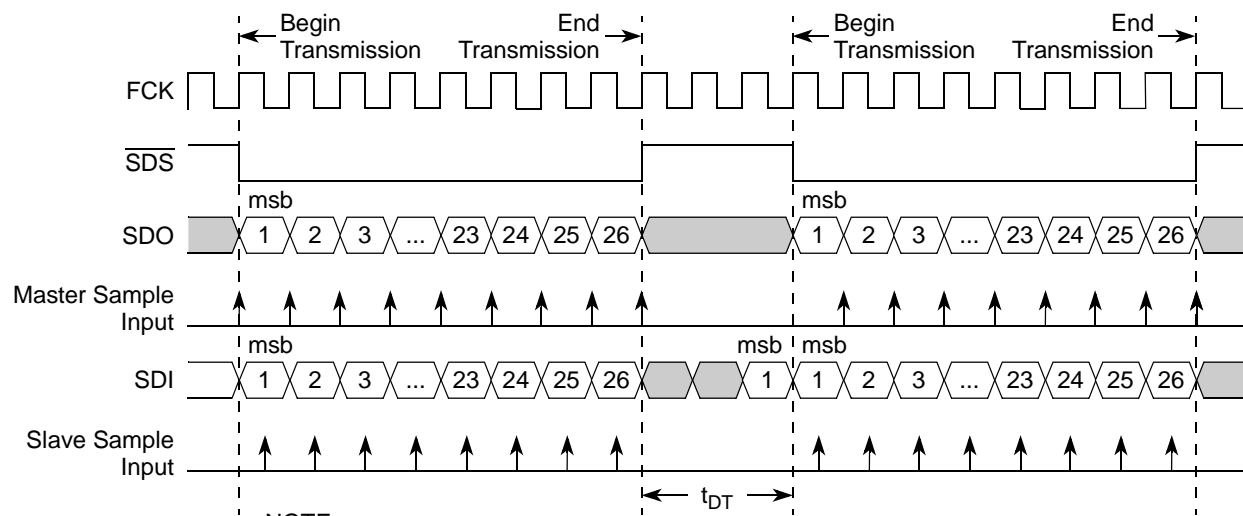 Begin Transmission
End Transmission
Begin Transmission
End Transmission
FCK
SDS
msb msb
SDO 1 2 3 ... 23 24 25 26 1 2 3 ... 23 24 25 26
Master Sample
Input
msb msb msb
SDI 1 2 3 ... 23 24 25 26 1 1 2 3 ... 23 24 25 26
Slave Sample
Input
tDT